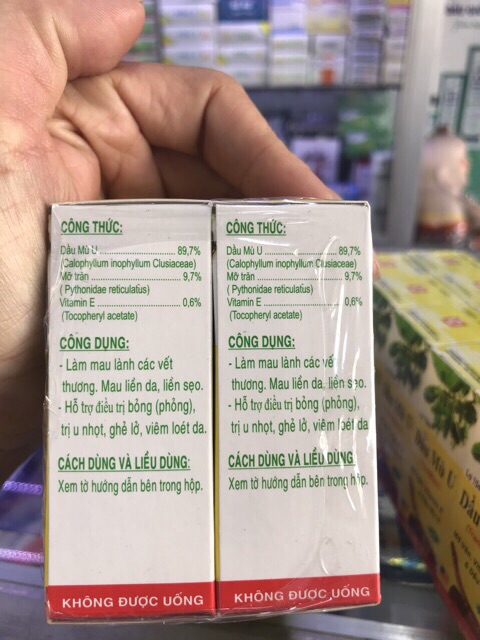 CÔNG THỨC:
Dầu Mù U ........................ 89,7%
(Calophyllum inophyllum Clusiaceae)
Mỡ trăn ........................ 9,7%
( Pythonidae reticulatus)
Vitamin E ........................ 0,6%
(Tocopheryl acetate)
CÔNG DỤNG:
- Làm mau lành các vết
thương. Mau liền da, liền sẹo.
- Hỗ trợ điều trị bỏng (phỏng),
trị u nhọt, ghẻ lở, viêm loét da.
CÁCH DÙNG VÀ LIỀU DÙNG:
Xem tờ hướng dẫn bên trong hộp.
KHÔNG ĐƯỢC UỐNG
CÔNG THỨC:
Dầu Mù U ........................ 89,7%
(Calophyllum inophyllum Clusiaceae)
Mỡ trăn ........................ 9,7%
( Pythonidae reticulatus)
Vitamin E ........................ 0,6%
(Tocopheryl acetate)
CÔNG DỤNG:
- Làm mau lành các vết
thương. Mau liền da, liền sẹo.
- Hỗ trợ điều trị bỏng (phỏng),
trị u nhọt, ghẻ lở, viêm loét da
CÁCH DÙNG VÀ LIỀU DÙNG
Xem tờ hướng dẫn bên trong hộp.
KHÔNG ĐƯỢC UỐNG
Dầu Mù U
Dầu